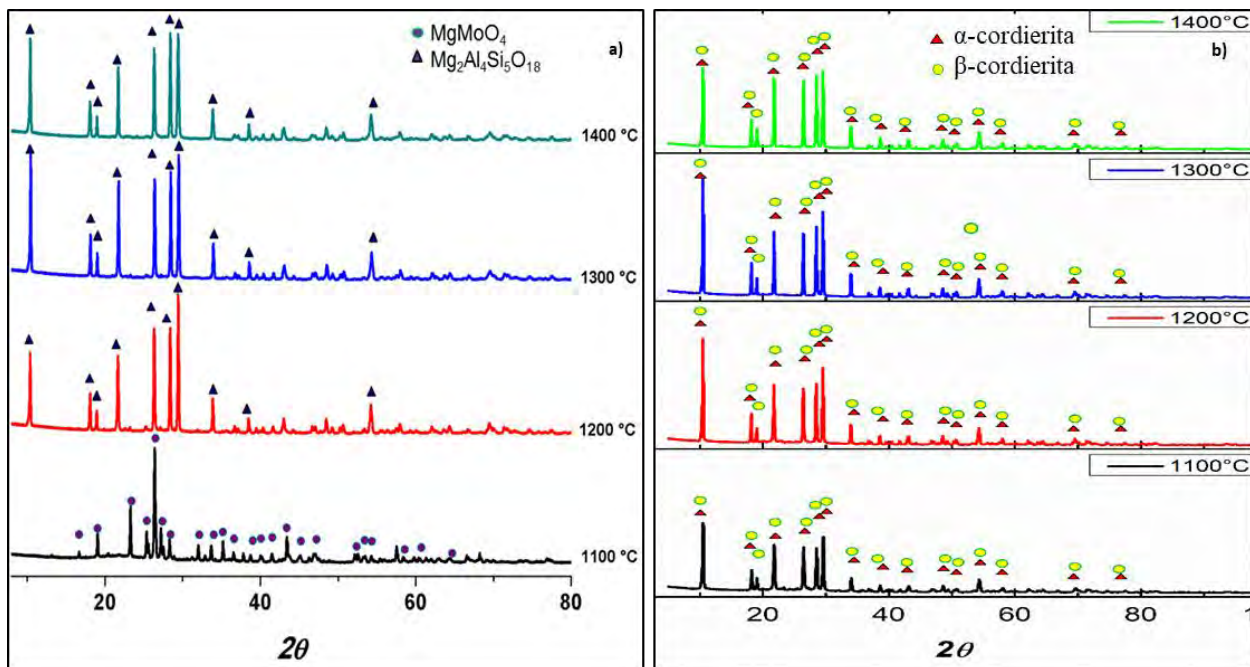 a)
MgMoO₄
Mg₂Al₄Si₅O₁₈
1400 °C
1300 °C
1200 °C
1100 °C
20 40 60 80
2θ
b)
1400°C
α-cordierita
β-cordierita
1300°C
1200°C
1100°C
20 40 60 80 1
2θ